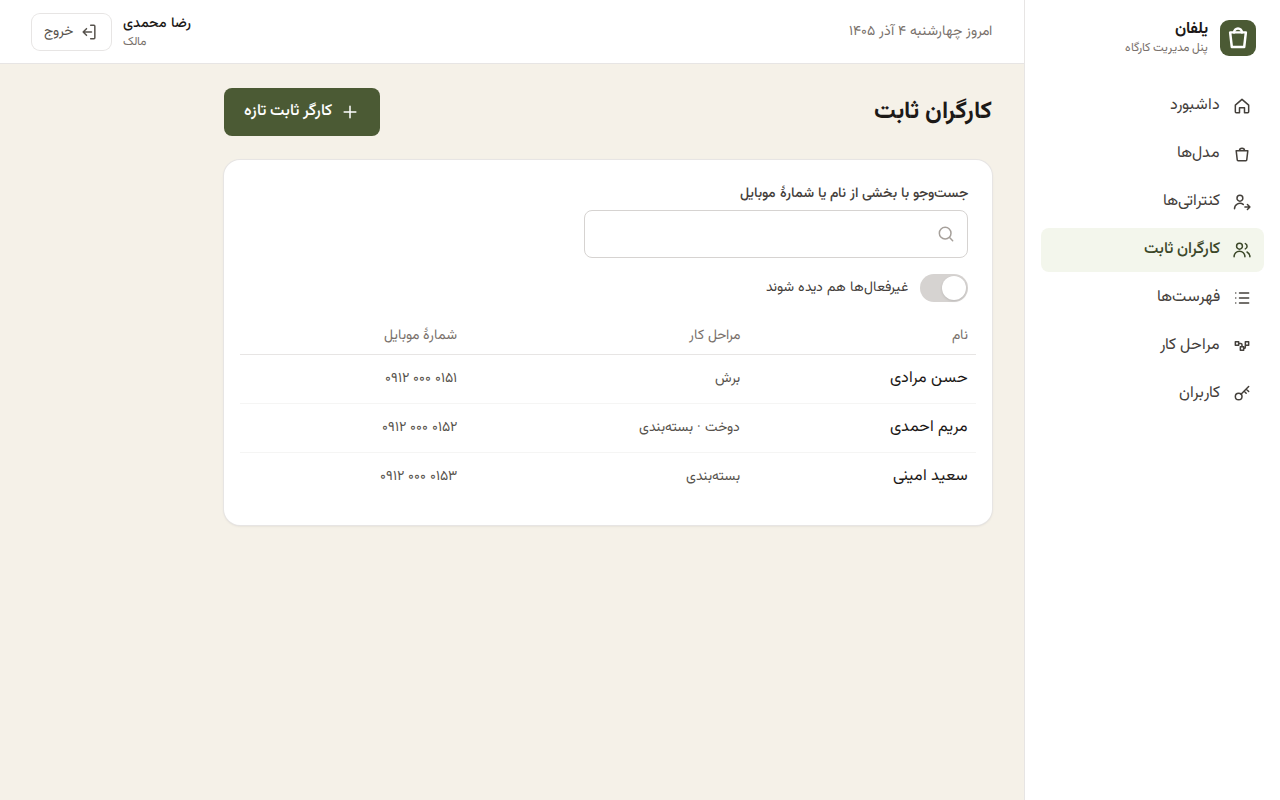 یلفان
پنل مدیریت کارگاه
داشبورد
مدل‌ها
کنتراتی‌ها
کارگران ثابت
فهرست‌ها
مراحل کار
کاربران
امروز چهارشنبه ۴ آذر ۱۴۰۵
رضا محمدی
مالک
خروج
کارگران ثابت
کارگر ثابت تازه
جست‌وجو با بخشی از نام یا شمارهٔ موبایل
غیرفعال‌ها هم دیده شوند
نام مراحل کار شمارهٔ موبایل
حسن مرادی برش ۰۹۱۲ ۰۰۰ ۰۱۵۱
مریم احمدی دوخت · بسته‌بندی ۰۹۱۲ ۰۰۰ ۰۱۵۲
سعید امینی بسته‌بندی ۰۹۱۲ ۰۰۰ ۰۱۵۳